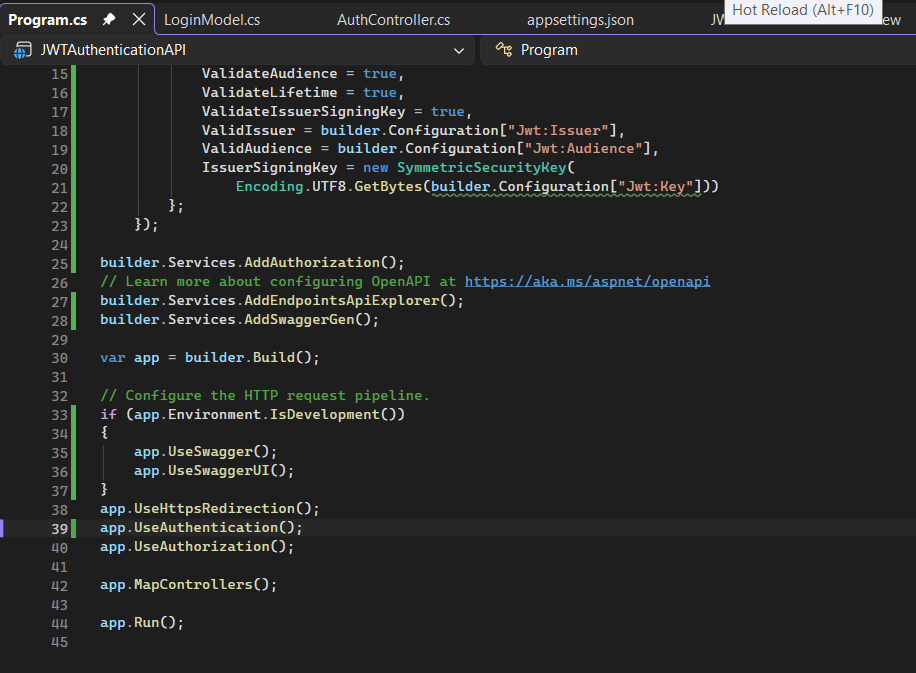 Program.cs LoginModel.cs AuthController.cs appsettings.json JW ew
Hot Reload (Alt+F10)
JWTAuthenticationAPI Program
15 ValidateAudience = true,
16 ValidateLifetime = true,
17 ValidateIssuerSigningKey = true,
18 ValidIssuer = builder.Configuration["Jwt:Issuer"],
19 ValidAudience = builder.Configuration["Jwt:Audience"],
20 IssuerSigningKey = new SymmetricSecurityKey(
21 Encoding.UTF8.GetBytes(builder.Configuration["Jwt:Key"]))
22 };
23 });
24
25 builder.Services.AddAuthorization();
26 // Learn more about configuring OpenAPI at https://aka.ms/aspnet/openapi
27 builder.Services.AddEndpointsApiExplorer();
28 builder.Services.AddSwaggerGen();
29
30 var app = builder.Build();
31
32 // Configure the HTTP request pipeline.
33 if (app.Environment.IsDevelopment())
34 {
35 app.UseSwagger();
36 app.UseSwaggerUI();
37 }
38 app.UseHttpsRedirection();
39 app.UseAuthentication();
40 app.UseAuthorization();
41
42 app.MapControllers();
43
44 app.Run();
45